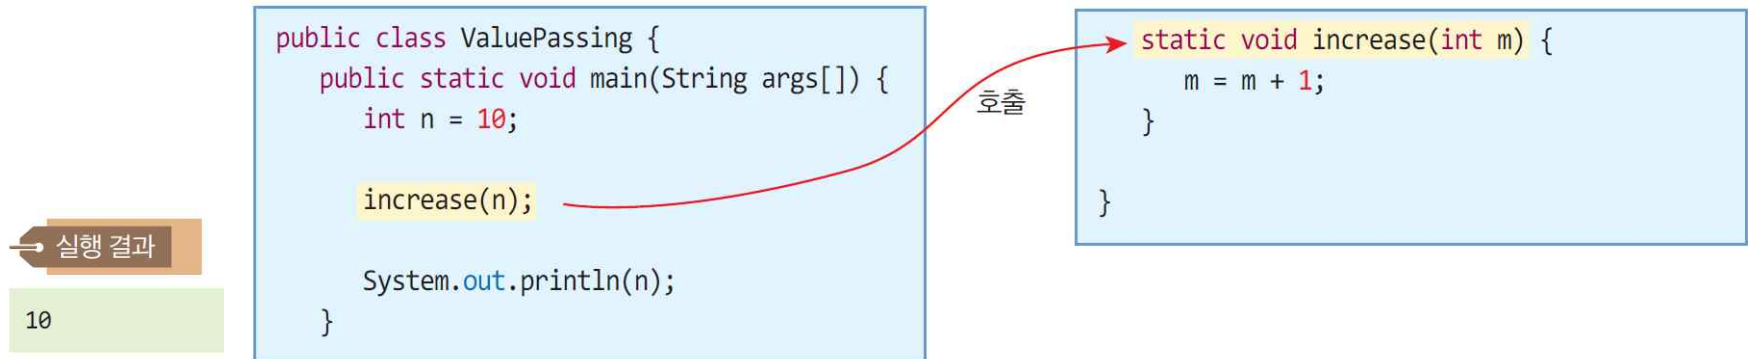 public class ValuePassing {
public static void main(String args[]) {
int n = 10;
increase(n);
System.out.println(n);
}
호출
static void increase(int m) {
m = m + 1;
}
}
실행 결과
10